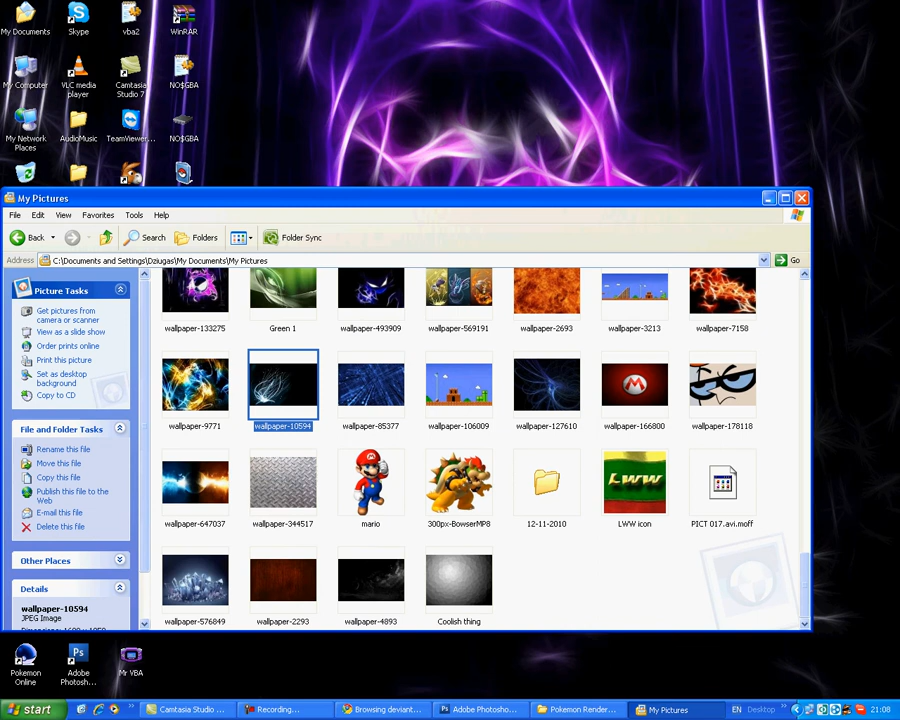 My Documents
Skype
vba2
WinRAR
My Computer
VLC media
player
Camtasia
Studio 7
NO$GBA
My Network
Places
AudioMusic
TeamViewer...
NO$GBA
My Pictures
File Edit View Favorites Tools Help
Back Search Folders Folder Sync
Address C:\Documents and Settings\Dziugas\My Documents\My Pictures Go
Picture Tasks
Get pictures from
camera or scanner
View as a slide show
Order prints online
Print this picture
Set as desktop
background
Copy to CD
File and Folder Tasks
Rename this file
Move this file
Copy this file
Publish this file to the
Web
E-mail this file
Delete this file
Other Places
Details
wallpaper-10594
JPEG Image
wallpaper-133275
Green 1
wallpaper-493909
wallpaper-569191
wallpaper-2693
wallpaper-3213
wallpaper-7158
wallpaper-9771
wallpaper-10594
wallpaper-85377
wallpaper-106009
wallpaper-127610
M
wallpaper-166800
wallpaper-178118
wallpaper-647037
wallpaper-344517
mario
300px-BowserMP8
12-11-2010
LWW
LWW icon
PICT 017.avi.moff
wallpaper-576849
wallpaper-2293
wallpaper-4893
Coolish thing
Pokemon
Online
Ps
Adobe
Photosh...
Mr VBA
start
Camtasia Studio ...
Recording...
Browsing deviant...
Ps Adobe Photosho...
Pokemon Render...
My Pictures
EN Desktop » 21:08